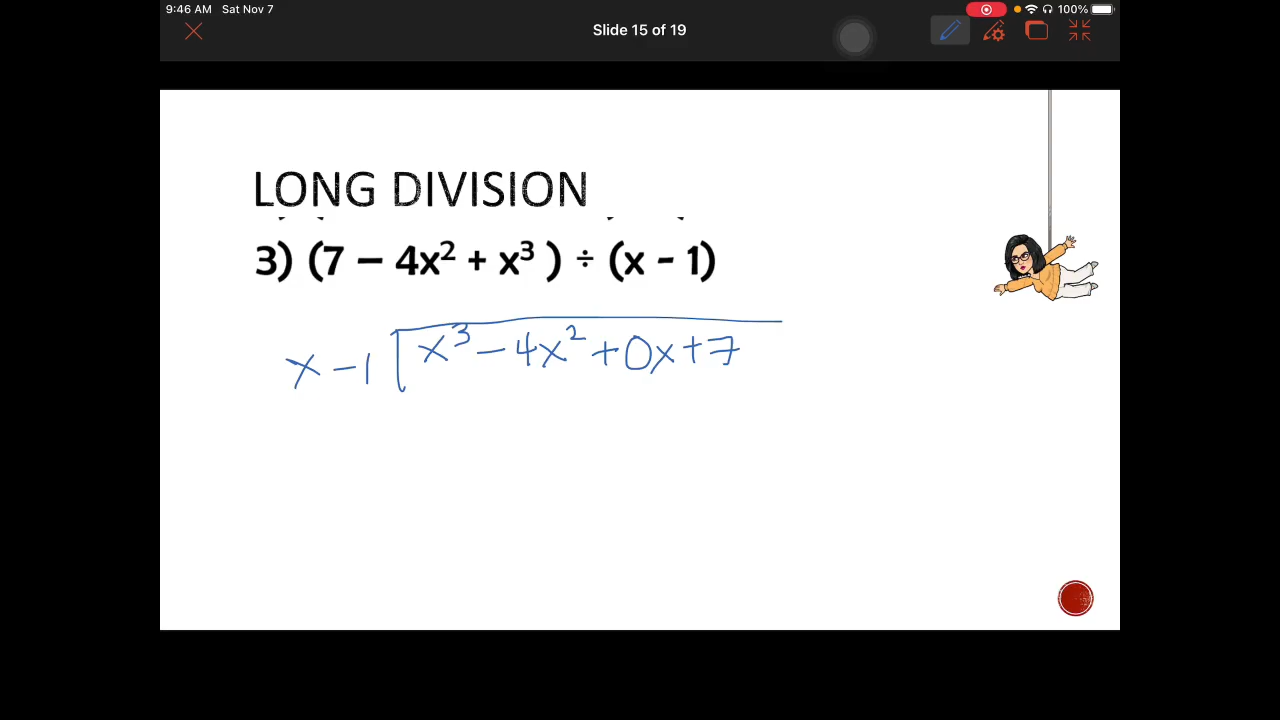 9:46 AM Sat Nov 7
100%
Slide 15 of 19
LONG DIVISION
3) (7 – 4x² + x³ ) ÷ (x - 1)
x³ – 4x² + 0x + 7
x – 1